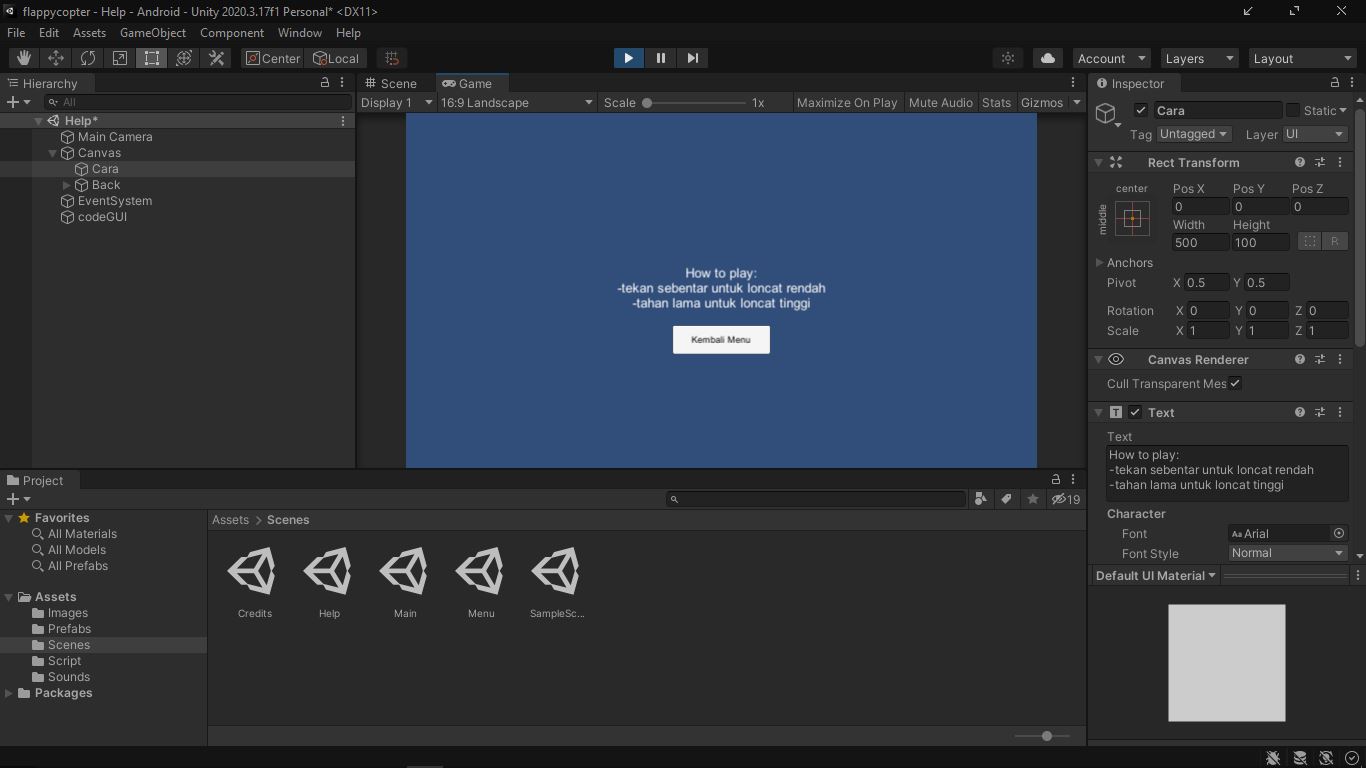 flappycopter - Help - Android - Unity 2020.3.17f1 Personal* <DX11>
File Edit Assets GameObject Component Window Help
Center Local Account Layers Layout
Hierarchy
All
Help*
Main Camera
Canvas
Cara
Back
EventSystem
codeGUI
Scene Game
Display 1 16:9 Landscape Scale 1x Maximize On Play Mute Audio Stats Gizmos
How to play:
-tekan sebentar untuk loncat rendah
-tahan lama untuk loncat tinggi
Kembali Menu
Inspector
Cara Static
Tag Untagged Layer UI
Rect Transform
center
middle
Pos X Pos Y Pos Z
0 0 0
Width Height
500 100 R
Anchors
Pivot X 0.5 Y 0.5
Rotation X 0 Y 0 Z 0
Scale X 1 Y 1 Z 1
Canvas Renderer
Cull Transparent Mes
T Text
Text
How to play:
-tekan sebentar untuk loncat rendah
-tahan lama untuk loncat tinggi
Character
Font Aa Arial
Font Style Normal
Default UI Material
Project
19
Favorites
All Materials
All Models
All Prefabs
Assets
Images
Prefabs
Scenes
Script
Sounds
Packages
Assets > Scenes
Credits Help Main Menu SampleSc...